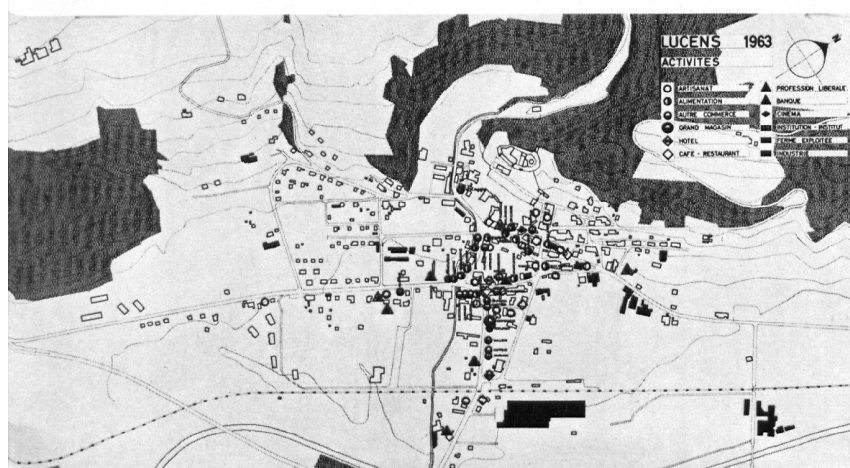 LUCENS 1963
ACTIVITES
ARTISANAT
ALIMENTATION
AUTRE COMMERCE
GRAND MAGASIN
HOTEL
CAFE - RESTAURANT
PROFESSION LIBERALE
BANQUE
CINEMA
INSTITUTION - INSTITUT
FERME EXPLOITEE
INDUSTRIE